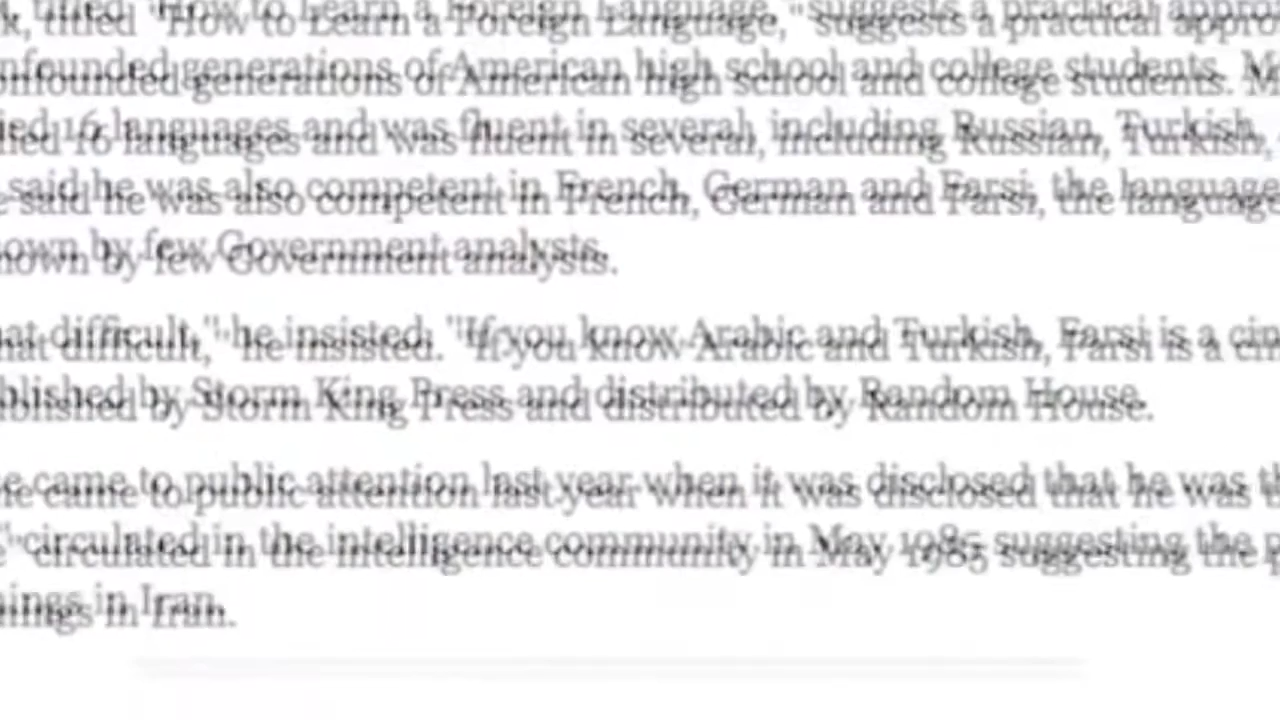 titled "How to Learn a Foreign Language," suggests a practical appro
nfounded generations of American high school and college students. M
ied 16 languages and was fluent in several, including Russian, Turkish,
said he was also competent in French, German and Farsi, the language
nown by few Government analysts.
hat difficult," he insisted. "If you know Arabic and Turkish, Farsi is a cin
blished by Storm King Press and distributed by Random House.
e came to public attention last year when it was disclosed that he was th
" circulated in the intelligence community in May 1985 suggesting the p
nings in Iran.